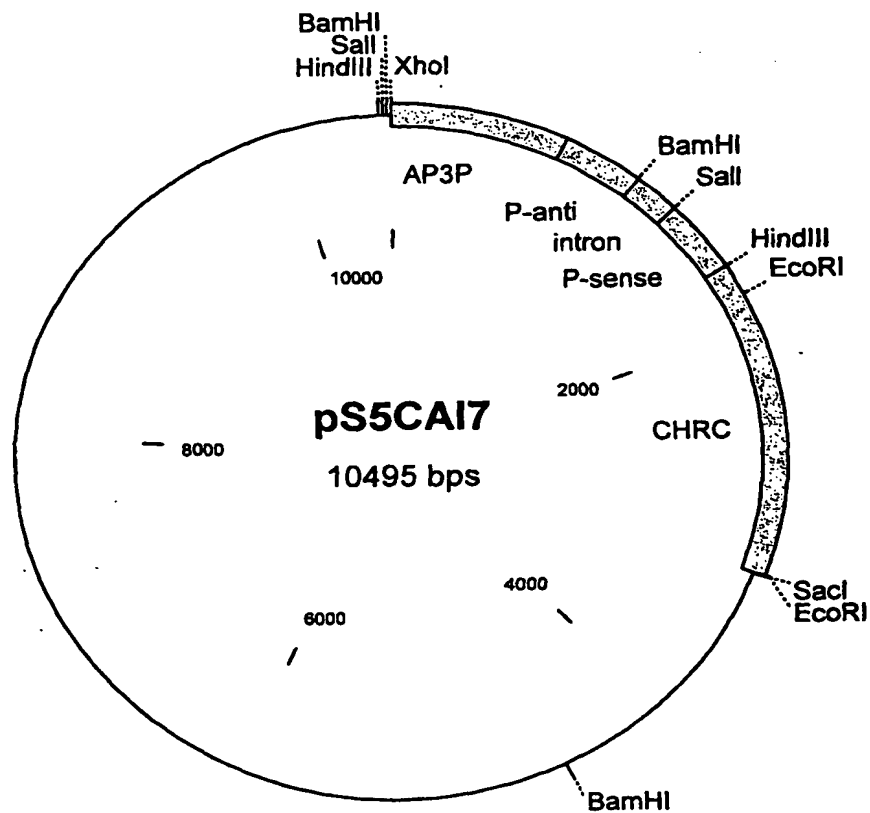 BamHI
SalI
HindIII XhoI
BamHI
SalI
AP3P
P-anti
intron
HindIII
EcoRI
P-sense
10000
2000
pS5CAI7
CHRC
8000
10495 bps
4000
SacI
EcoRI
6000
BamHI